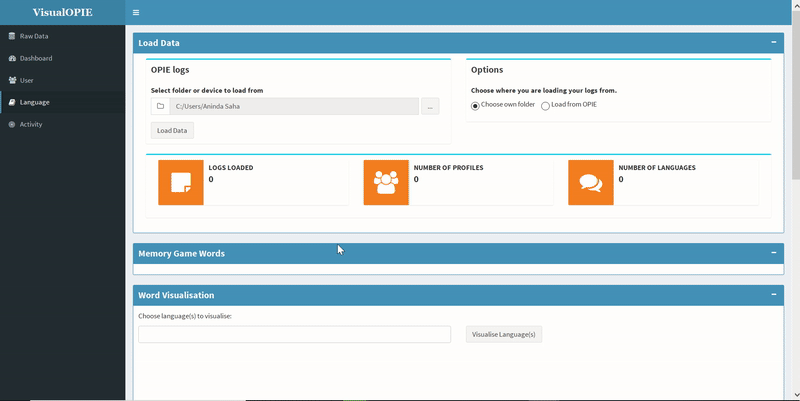 VisualOPIE
Raw Data
Dashboard
User
Language
Activity
Load Data
OPIE logs
Select folder or device to load from
C:/Users/Aninda Saha
...
Load Data
Options
Choose where you are loading your logs from.
Choose own folder
Load from OPIE
LOGS LOADED
0
NUMBER OF PROFILES
0
NUMBER OF LANGUAGES
0
Memory Game Words
Word Visualisation
Choose language(s) to visualise:
Visualise Language(s)